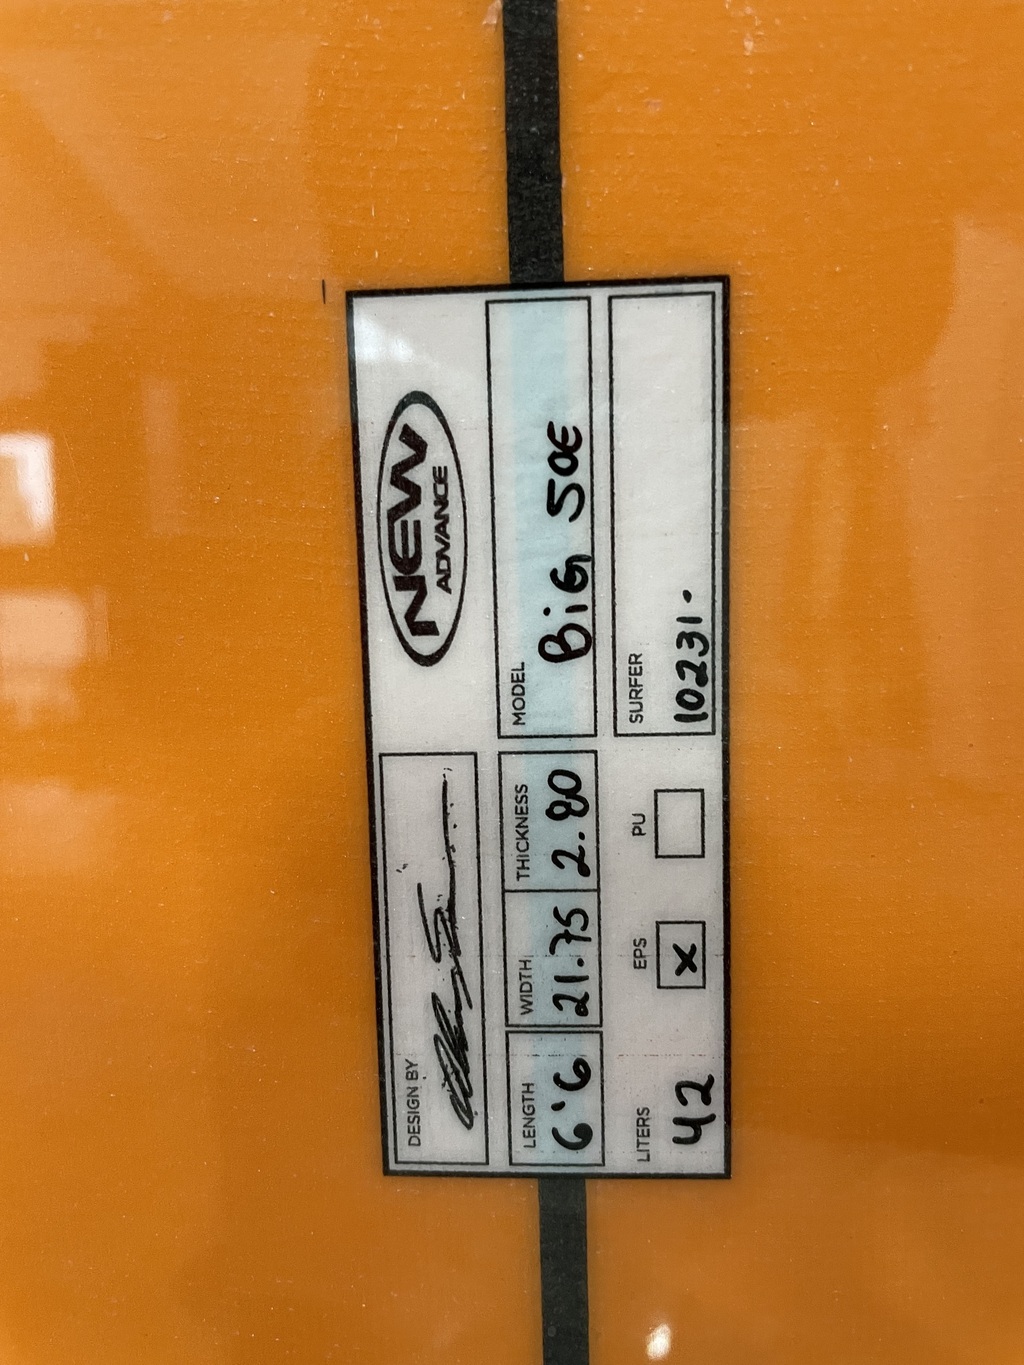 DESIGN BY
NEW
ADVANCE
LENGTH WIDTH THICKNESS MODEL
6'6 21.75 2.80 BiG SOE
LITERS EPS PU SURFER
42 X 10231.